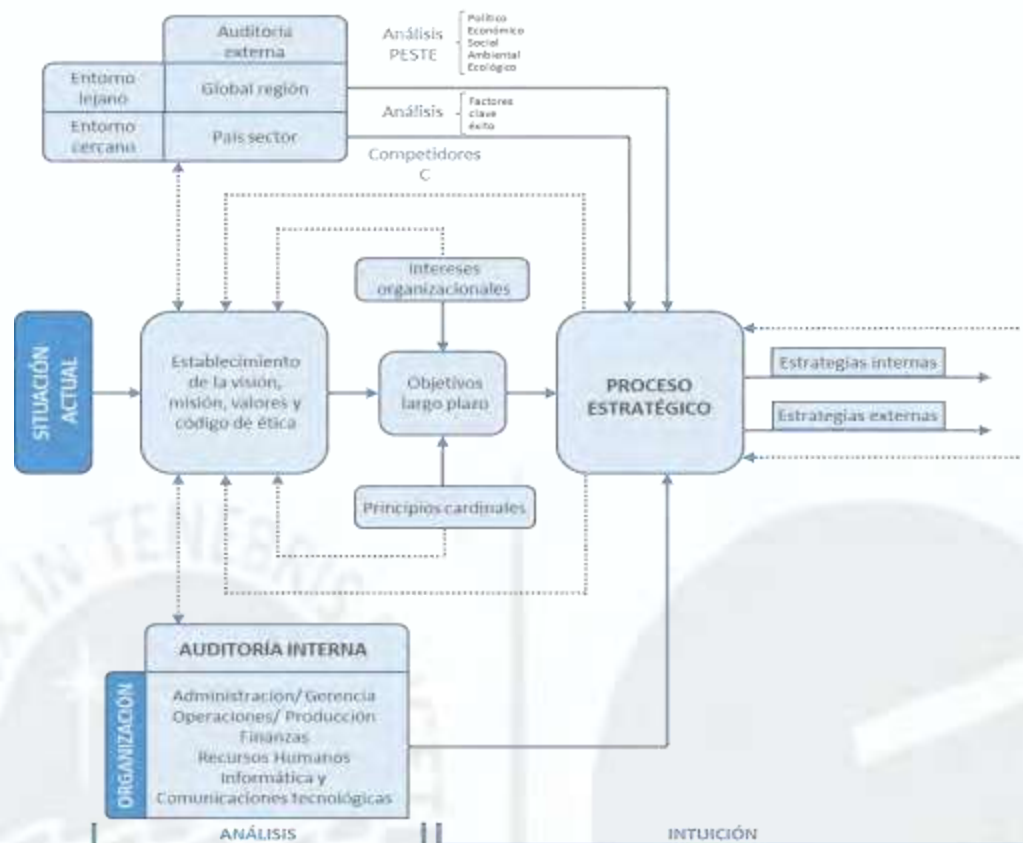 Auditoría
externa
Entorno
lejano
Global región
Entorno
cercano
País sector
Análisis
PESTE
Político
Económico
Social
Ambiental
Ecológico
Análisis
Factores
clave
éxito
Competidores
C
Intereses
organizacionales
SITUACIÓN
ACTUAL
Establecimiento
de la visión,
misión, valores y
código de ética
Objetivos
largo plazo
PROCESO
ESTRATÉGICO
Estrategias internas
Estrategias externas
Principios cardinales
AUDITORÍA INTERNA
ORGANIZACIÓN
Administración/ Gerencia
Operaciones/ Producción
Finanzas
Recursos Humanos
Informática y
Comunicaciones tecnológicas
ANÁLISIS
INTUICIÓN
IN TENEBRIS